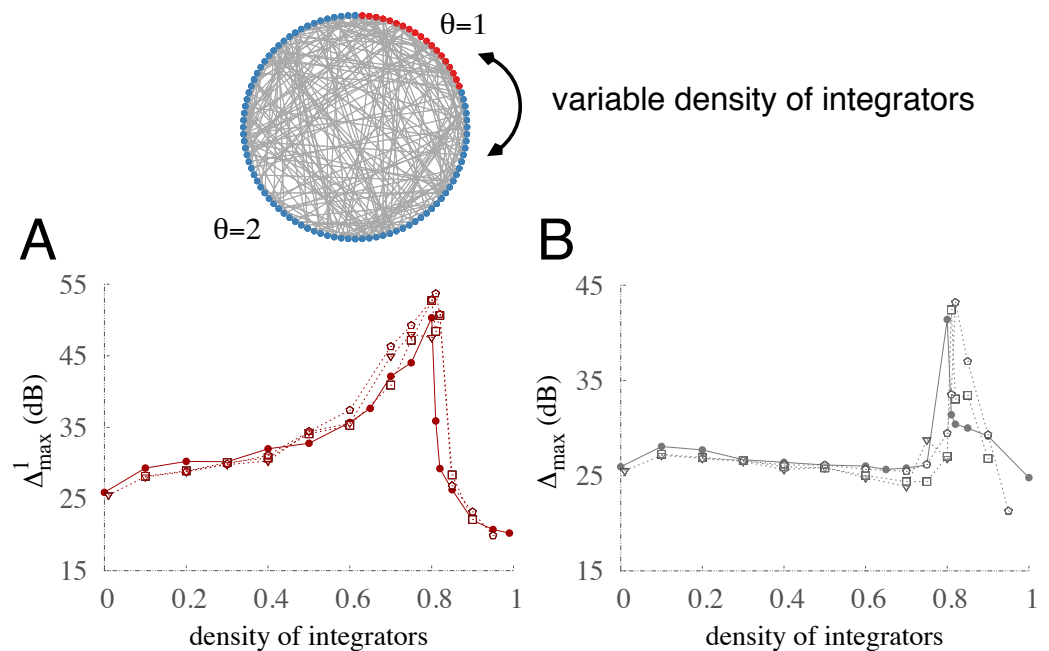 θ=1
variable density of integrators
θ=2
A
B
55
45
35
25
15
Δ¹max (dB)
0 0.2 0.4 0.6 0.8 1
density of integrators
45
35
25
15
Δmax (dB)
0 0.2 0.4 0.6 0.8 1
density of integrators